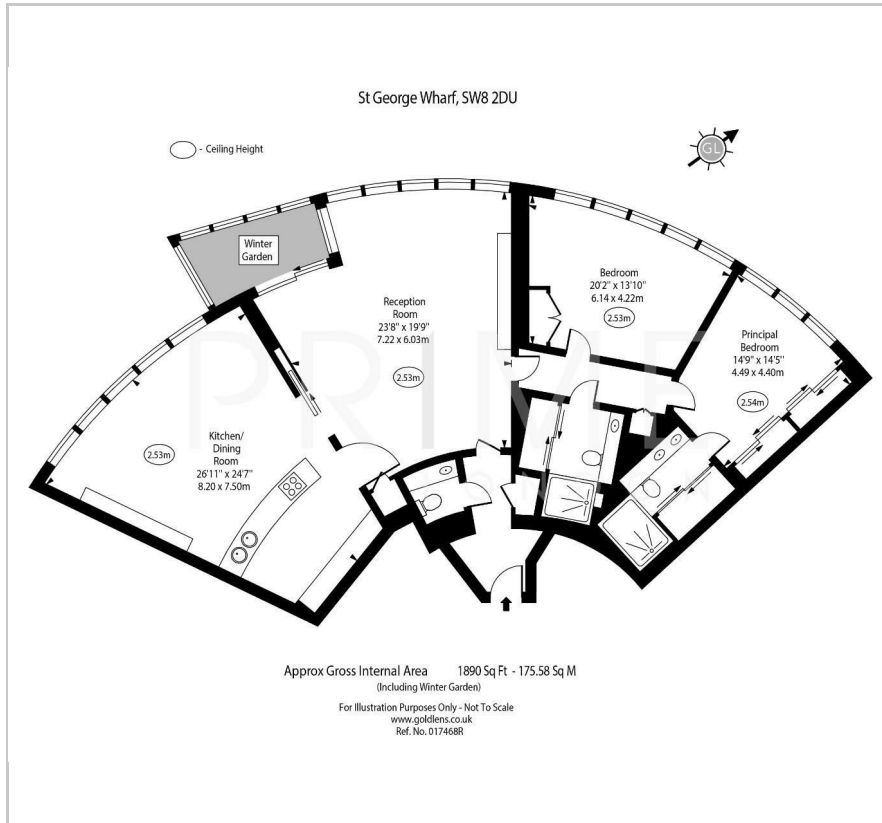 St George Wharf, SW8 2DU
- Ceiling Height
GL
Winter
Garden
Reception
Room
23'8" x 19'9"
7.22 x 6.03m
2.53m
Bedroom
20'2" x 13'10"
6.14 x 4.22m
2.53m
Principal
Bedroom
14'9" x 14'5"
4.49 x 4.40m
2.54m
Kitchen/
Dining
Room
26'11" x 24'7"
8.20 x 7.50m
2.53m
PRIME
Approx Gross Internal Area 1890 Sq Ft - 175.58 Sq M
(Including Winter Garden)
For Illustration Purposes Only - Not To Scale
www.goldlens.co.uk
Ref. No. 017468R